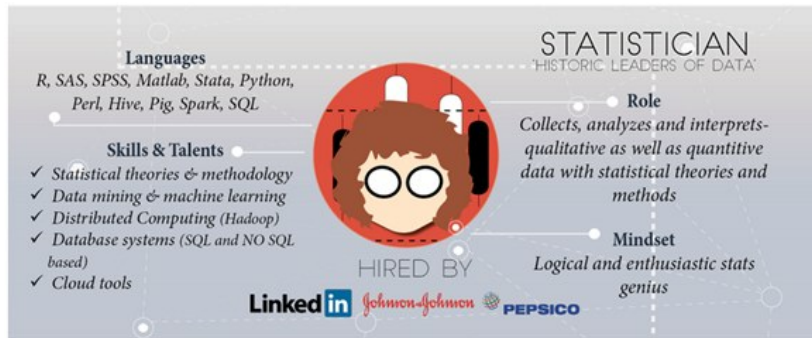 Languages
R, SAS, SPSS, Matlab, Stata, Python,
Perl, Hive, Pig, Spark, SQL
Skills & Talents
✓ Statistical theories & methodology
✓ Data mining & machine learning
✓ Distributed Computing (Hadoop)
✓ Database systems (SQL and NO SQL
based)
✓ Cloud tools
STATISTICIAN
'HISTORIC LEADERS OF DATA'
Role
Collects, analyzes and interprets-
qualitative as well as quantitive
data with statistical theories and
methods
Mindset
Logical and enthusiastic stats
genius
HIRED BY
Linked in Johnson & Johnson PEPSICO